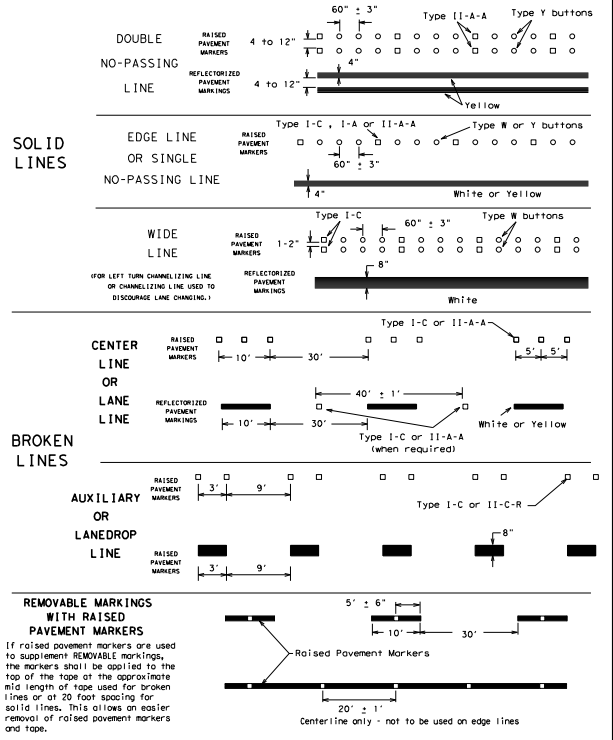 60" ± 3"
Type II-A-A
Type Y buttons
DOUBLE
NO-PASSING
LINE
RAISED
PAVEMENT
MARKERS
4 to 12"
4"
REFLECTORIZED
PAVEMENT
MARKINGS
4 to 12"
Yellow
SOLID
LINES
EDGE LINE
OR SINGLE
NO-PASSING LINE
RAISED
PAVEMENT
MARKERS
Type I-C , I-A or II-A-A
Type W or Y buttons
60" ± 3"
4"
White or Yellow
WIDE
LINE
(FOR LEFT TURN CHANNELIZING LINE
OR CHANNELIZING LINE USED TO
DISCOURAGE LANE CHANGING.)
RAISED
PAVEMENT
MARKERS
Type I-C
60" ± 3"
Type W buttons
1-2"
8"
REFLECTORIZED
PAVEMENT
MARKINGS
White
BROKEN
LINES
CENTER
LINE
OR
LANE
LINE
RAISED
PAVEMENT
MARKERS
Type I-C or II-A-A
10'
30'
5'
5'
REFLECTORIZED
PAVEMENT
MARKINGS
40' ± 1'
10'
30'
Type I-C or II-A-A
(when required)
White or Yellow
AUXILIARY
OR
LANEDROP
LINE
RAISED
PAVEMENT
MARKERS
3'
9'
Type I-C or II-C-R
8"
RAISED
PAVEMENT
MARKERS
3'
9'
REMOVABLE MARKINGS
WITH RAISED
PAVEMENT MARKERS
If raised pavement markers are used
to supplement REMOVABLE markings,
the markers shall be applied to the
top of the tape at the approximate
mid length of tape used for broken
lines or at 20 foot spacing for
solid lines. This allows an easier
removal of raised pavement markers
and tape.
5' ± 6"
10'
30'
Raised Pavement Markers
20' ± 1'
Centerline only - not to be used on edge lines